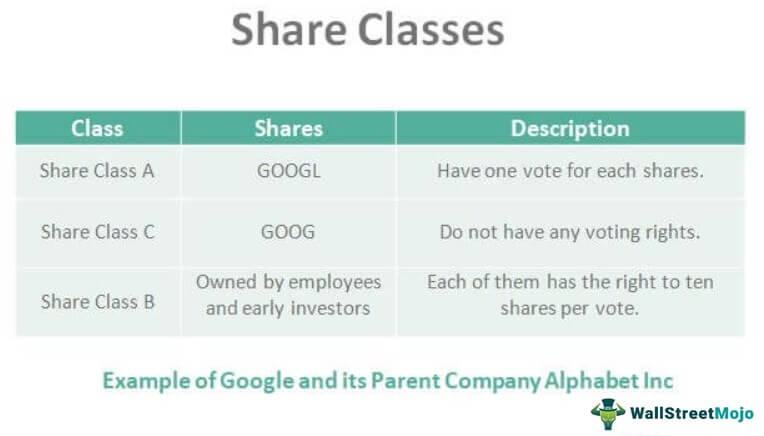 Share Classes
Class Shares Description
Share Class A GOOGL Have one vote for each shares.
Share Class C GOOG Do not have any voting rights.
Share Class B
Owned by employees
and early investors
Each of them has the right to ten
shares per vote.
Example of Google and its Parent Company Alphabet Inc
WallStreetMojo